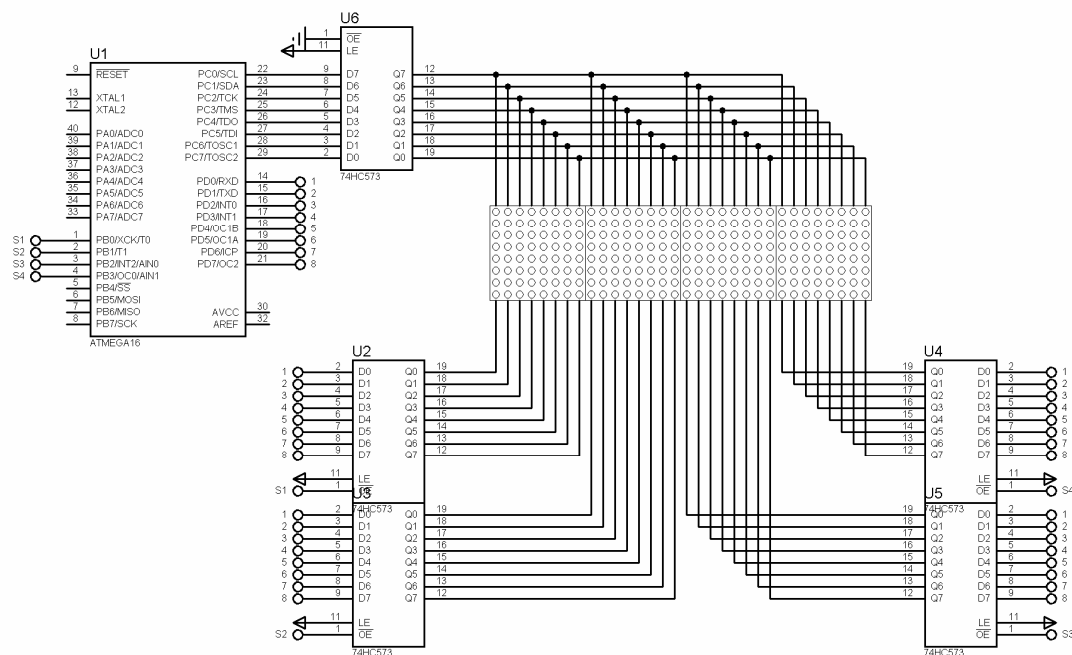 U6
1 OE
11 LE
9 D7 Q7 12
8 D6 Q6 13
7 D5 Q5 14
6 D4 Q4 15
5 D3 Q3 16
4 D2 Q2 17
3 D1 Q1 18
2 D0 Q0 19
74HC573
U1
9 RESET PC0/SCL 22
PC1/SDA 23
13 XTAL1 PC2/TCK 24
12 XTAL2 PC3/TMS 25
PC4/TDO 26
40 PA0/ADC0 PC5/TDI 27
39 PA1/ADC1 PC6/TOSC1 28
38 PA2/ADC2 PC7/TOSC2 29
37 PA3/ADC3
36 PA4/ADC4 PD0/RXD 14 1
35 PA5/ADC5 PD1/TXD 15 2
34 PA6/ADC6 PD2/INT0 16 3
33 PA7/ADC7 PD3/INT1 17 4
PD4/OC1B 18 5
S1 1 PB0/XCK/T0 PD5/OC1A 19 6
S2 2 PB1/T1 PD6/ICP 20 7
S3 3 PB2/INT2/AIN0 PD7/OC2 21 8
S4 4 PB3/OC0/AIN1
5 PB4/SS
6 PB5/MOSI
7 PB6/MISO AVCC 30
8 PB7/SCK AREF 32
ATMEGA16
U2
1 2 D0 Q0 19
2 3 D1 Q1 18
3 4 D2 Q2 17
4 5 D3 Q3 16
5 6 D4 Q4 15
6 7 D5 Q5 14
7 8 D6 Q6 13
8 9 D7 Q7 12
11 LE
S1 1 OE
74HC573
U3
1 2 D0 Q0 19
2 3 D1 Q1 18
3 4 D2 Q2 17
4 5 D3 Q3 16
5 6 D4 Q4 15
6 7 D5 Q5 14
7 8 D6 Q6 13
8 9 D7 Q7 12
11 LE
S2 1 OE
74HC573
U4
19 Q0 D0 2 1
18 Q1 D1 3 2
17 Q2 D2 4 3
16 Q3 D3 5 4
15 Q4 D4 6 5
14 Q5 D5 7 6
13 Q6 D6 8 7
12 Q7 D7 9 8
LE 11
OE 1 S4
74HC573
U5
19 Q0 D0 2 1
18 Q1 D1 3 2
17 Q2 D2 4 3
16 Q3 D3 5 4
15 Q4 D4 6 5
14 Q5 D5 7 6
13 Q6 D6 8 7
12 Q7 D7 9 8
LE 11
OE 1 S3
74HC573